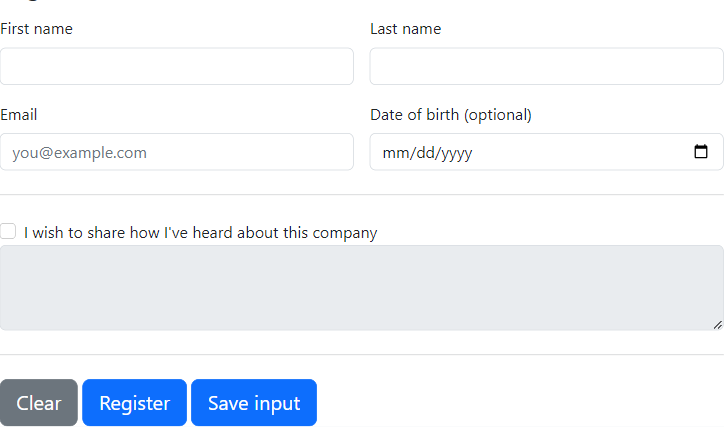 First name Last name
Email Date of birth (optional)
you@example.com mm/dd/yyyy
I wish to share how I've heard about this company
Clear Register Save input